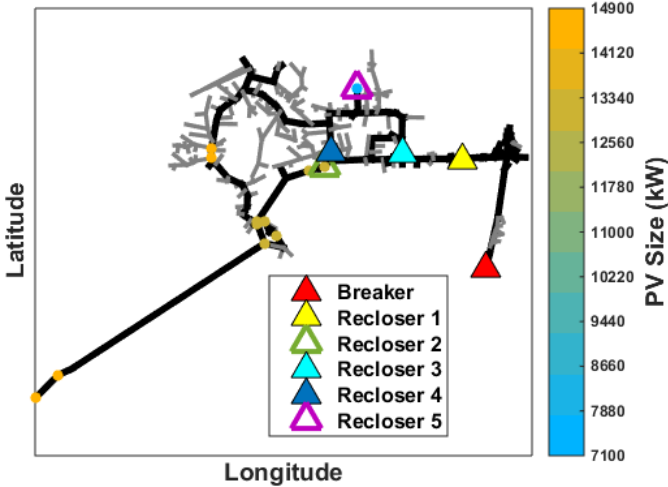 14900
14120
13340
12560
11780
11000
10220
9440
8660
7880
7100
PV Size (kW)
Latitude
Longitude
Breaker
Recloser 1
Recloser 2
Recloser 3
Recloser 4
Recloser 5